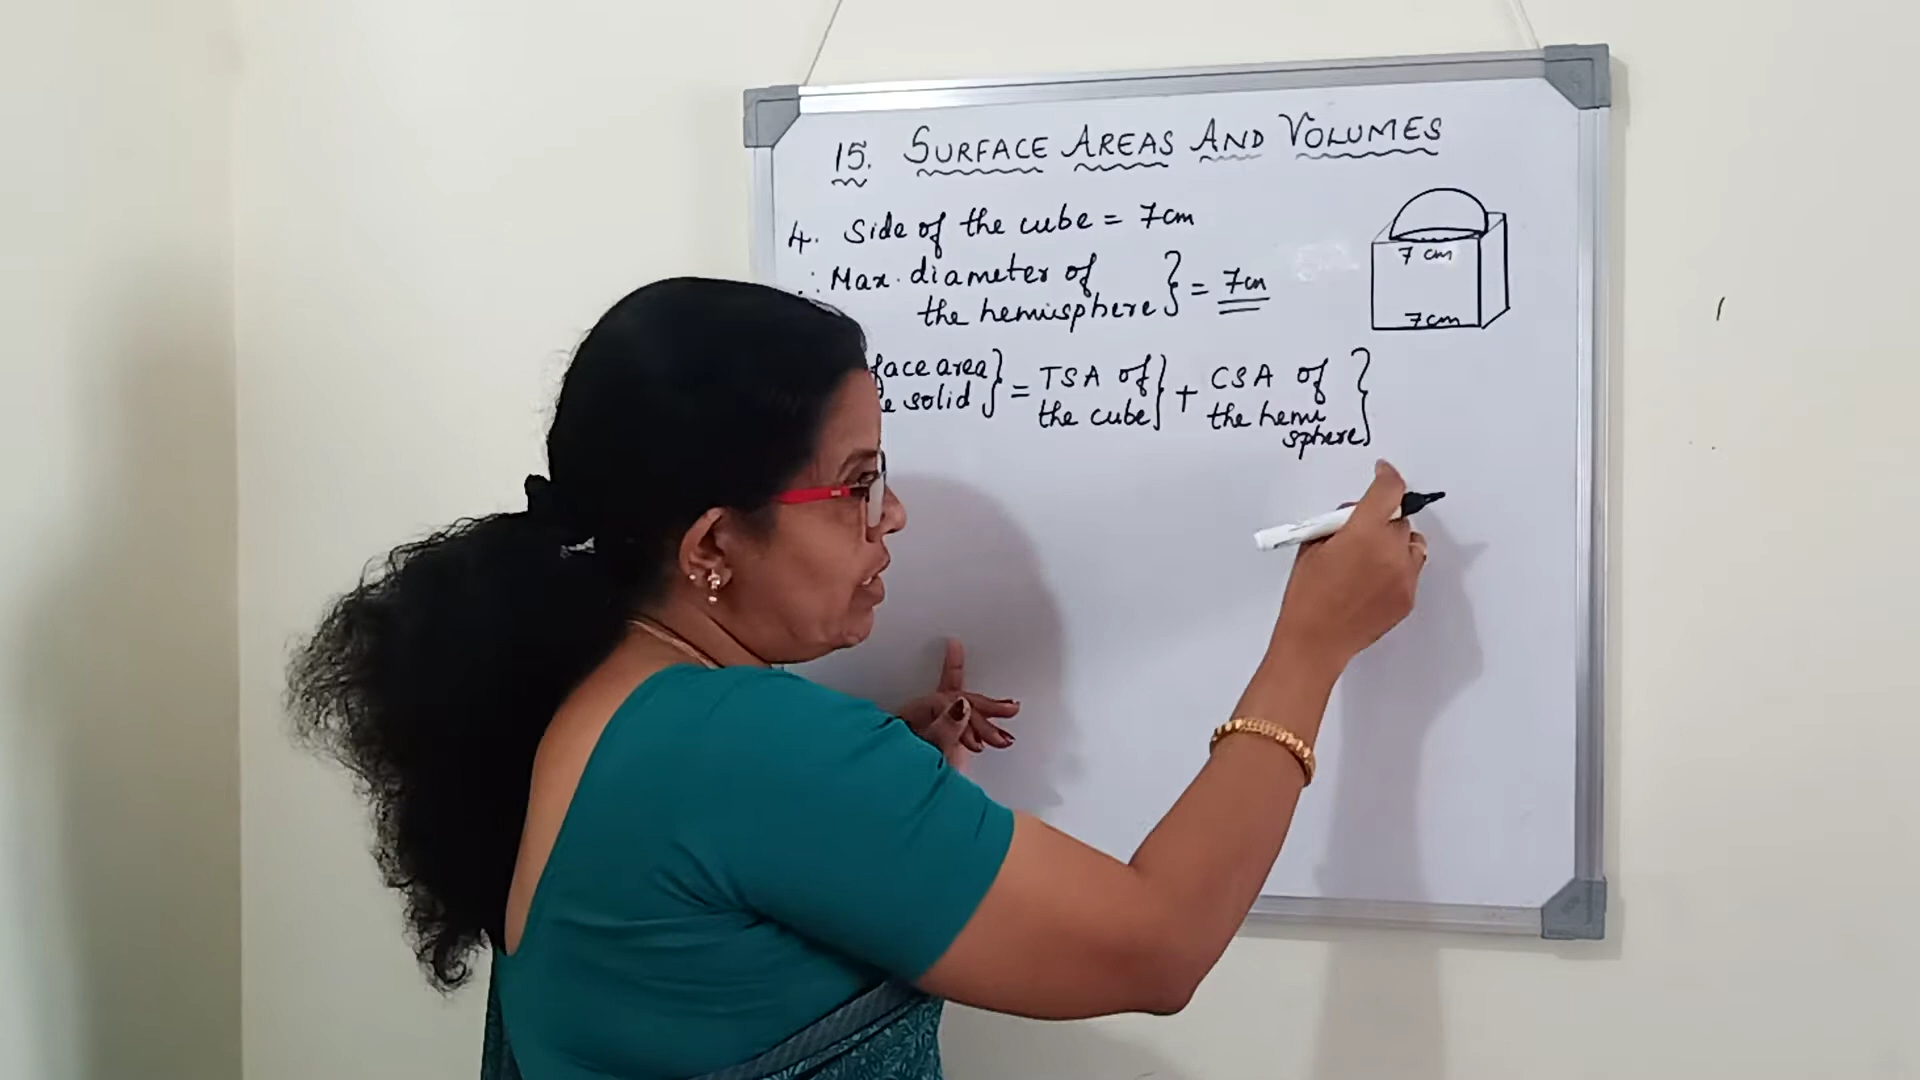 15. SURFACE AREAS AND VOLUMES
4. Side of the cube = 7cm
∴ Max. diameter of
the hemisphere } = 7cm
face area } = TSA of } + CSA of }
solid the cube the hemi
sphere
7 cm
7cm